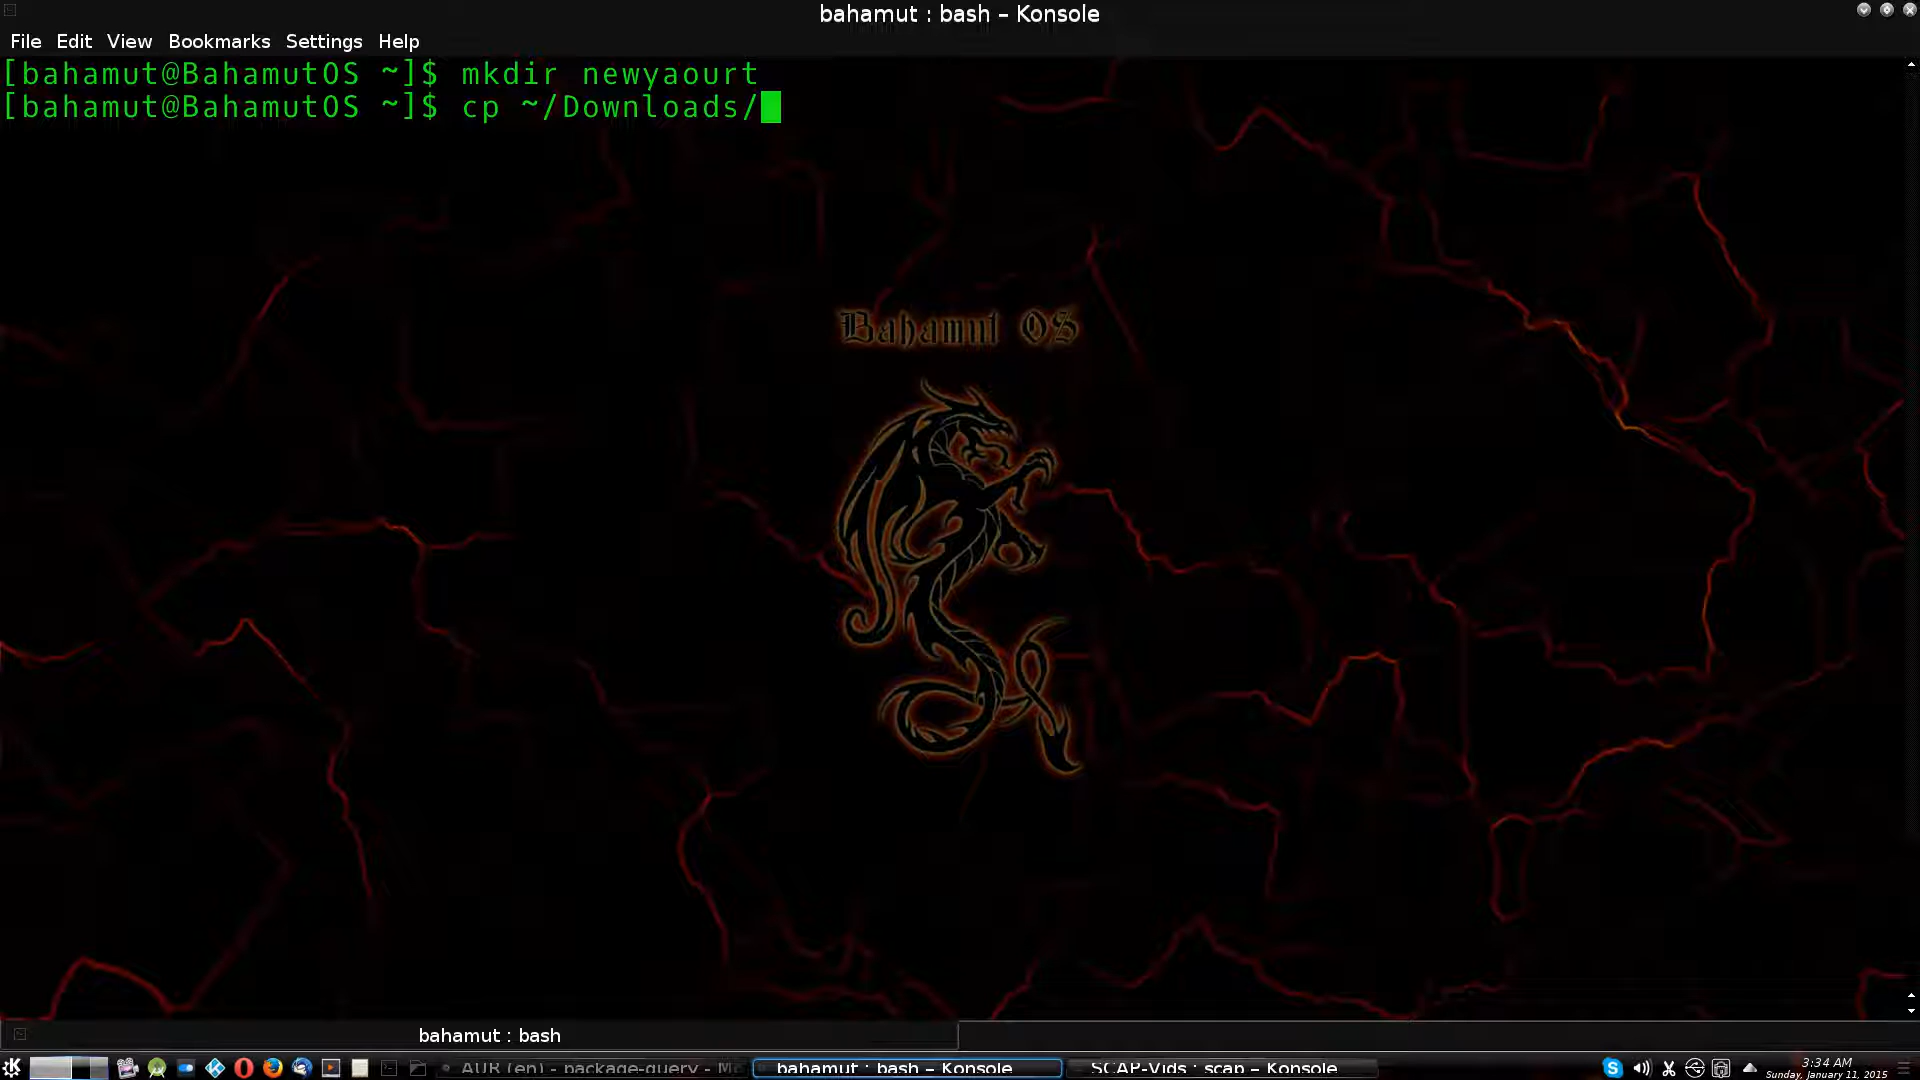 bahamut : bash – Konsole
File Edit View Bookmarks Settings Help
[bahamut@BahamutOS ~]$ mkdir newyaourt
[bahamut@BahamutOS ~]$ cp ~/Downloads/
Bahamut OS
bahamut : bash
AUR (en) - package-query - M
bahamut : bash – Konsole
SCAP-Vids : scap – Konsole
3:34 AM
Sunday, January 11, 2015